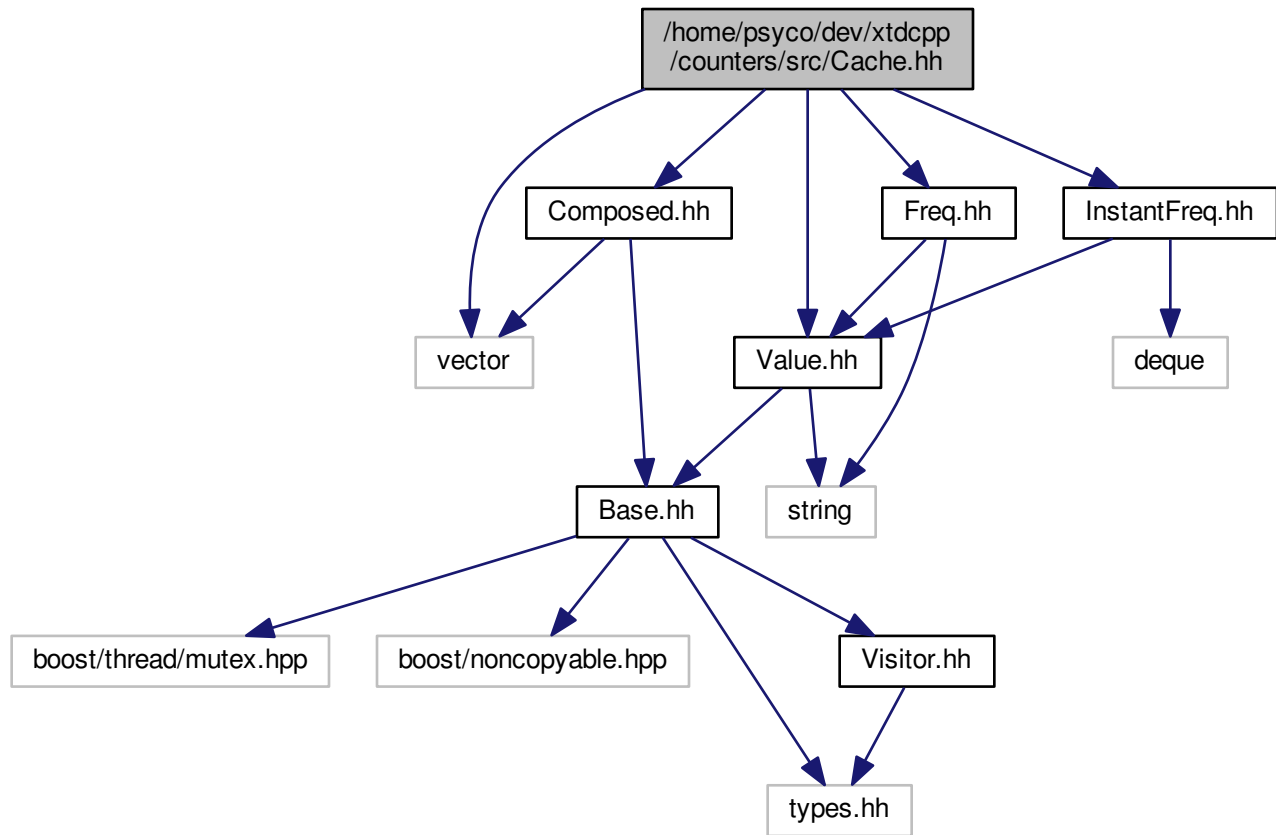 /home/psyco/dev/xtdcpp
/counters/src/Cache.hh
Composed.hh
Freq.hh
InstantFreq.hh
vector
Value.hh
deque
Base.hh
string
boost/thread/mutex.hpp
boost/noncopyable.hpp
Visitor.hh
types.hh